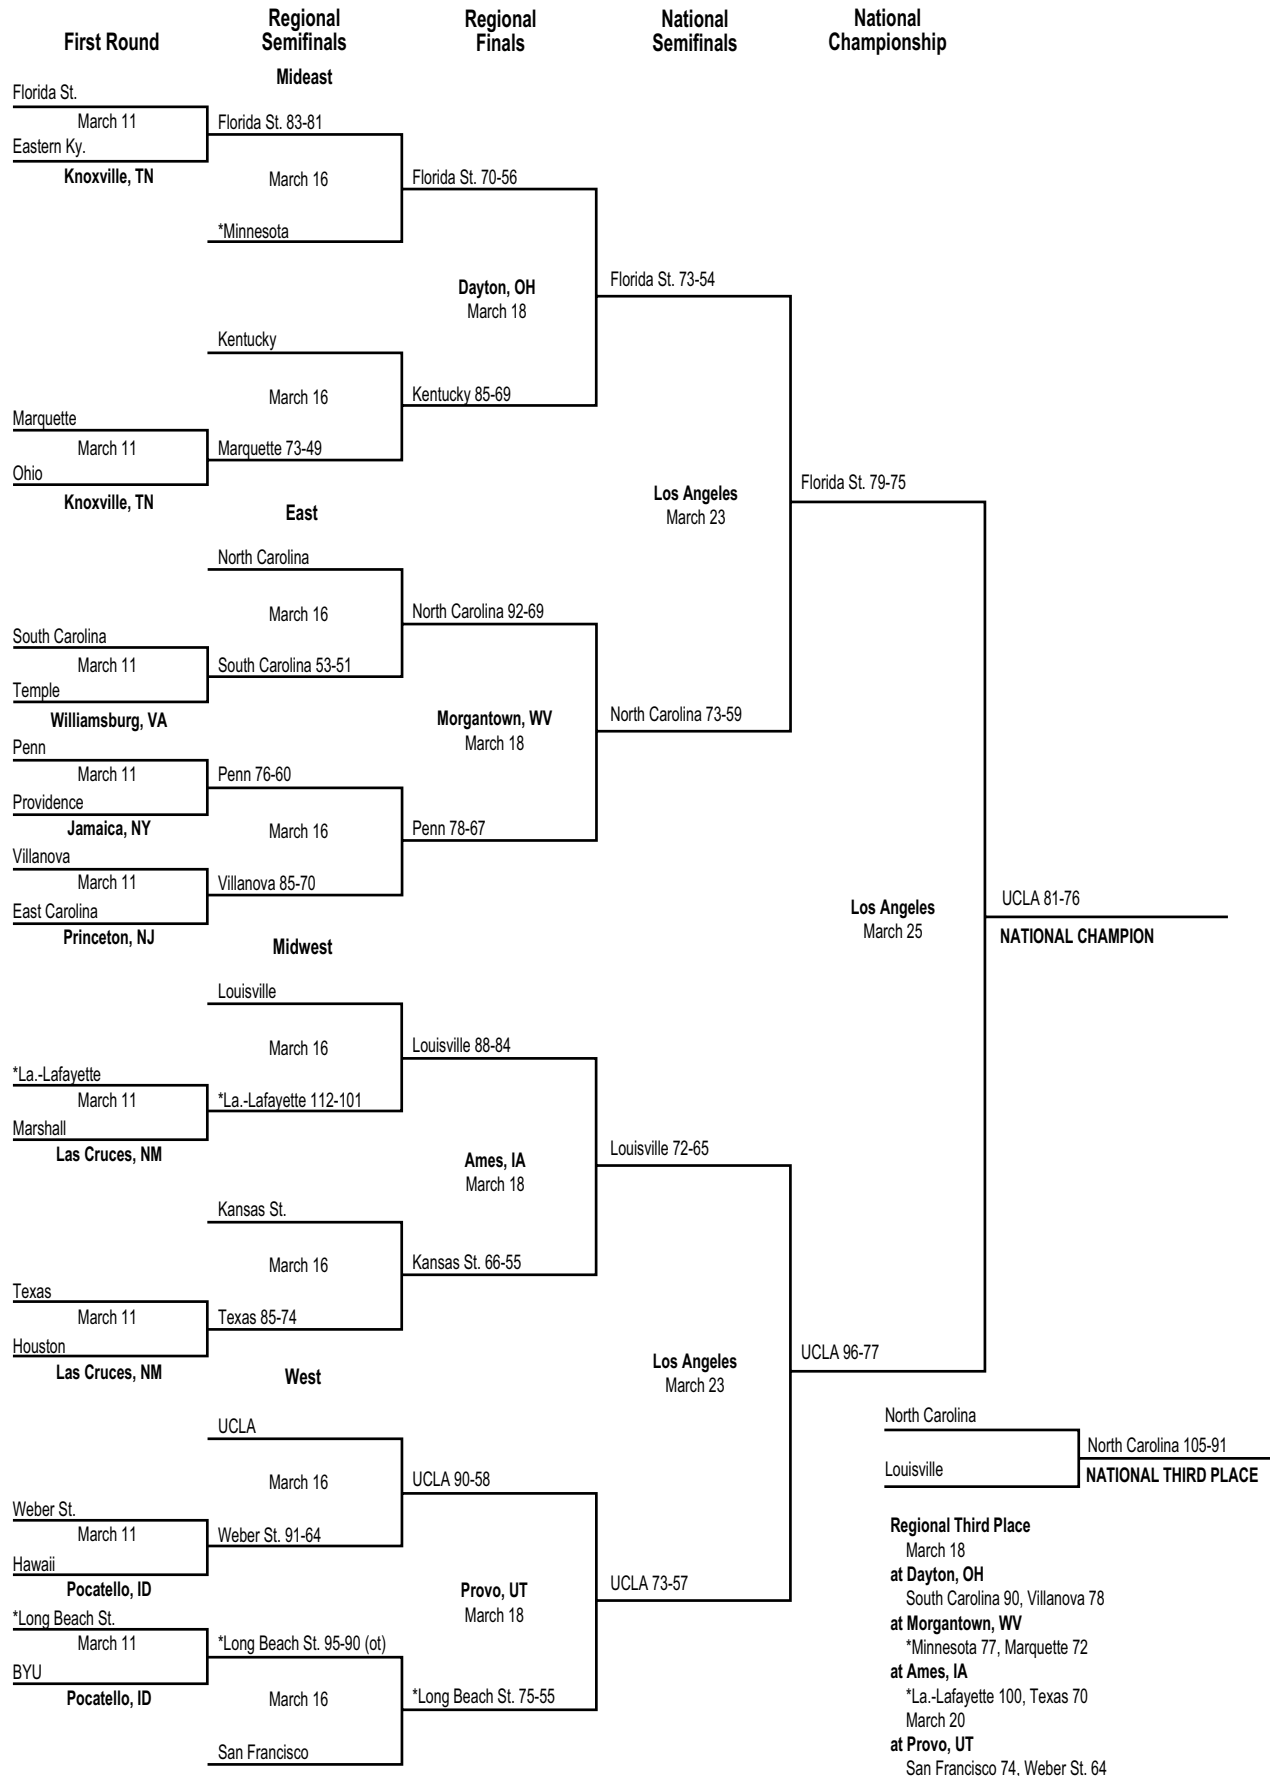 First Round
Regional
Semifinals
Regional
Finals
National
Semifinals
National
Championship
Mideast
Florida St.
March 11
Eastern Ky.
Knoxville, TN
Florida St. 83-81
March 16
*Minnesota
Florida St. 70-56
Dayton, OH
March 18
Kentucky
March 16
Kentucky 85-69
Marquette
March 11
Ohio
Knoxville, TN
Marquette 73-49
Florida St. 73-54
Los Angeles
March 23
Florida St. 79-75
East
North Carolina
March 16
North Carolina 92-69
South Carolina
March 11
Temple
Williamsburg, VA
South Carolina 53-51
Morgantown, WV
March 18
North Carolina 73-59
Penn
March 11
Providence
Jamaica, NY
Penn 76-60
March 16
Penn 78-67
Villanova
March 11
East Carolina
Princeton, NJ
Villanova 85-70
Los Angeles
March 25
UCLA 81-76
NATIONAL CHAMPION
Midwest
Louisville
March 16
Louisville 88-84
*La.-Lafayette
March 11
Marshall
Las Cruces, NM
*La.-Lafayette 112-101
Ames, IA
March 18
Louisville 72-65
Kansas St.
March 16
Kansas St. 66-55
Texas
March 11
Houston
Las Cruces, NM
Texas 85-74
Los Angeles
March 23
UCLA 96-77
West
UCLA
March 16
UCLA 90-58
Weber St.
March 11
Hawaii
Pocatello, ID
Weber St. 91-64
Provo, UT
March 18
UCLA 73-57
*Long Beach St.
March 11
BYU
Pocatello, ID
*Long Beach St. 95-90 (ot)
March 16
*Long Beach St. 75-55
San Francisco
North Carolina
Louisville
North Carolina 105-91
NATIONAL THIRD PLACE
Regional Third Place
March 18
at Dayton, OH
South Carolina 90, Villanova 78
at Morgantown, WV
*Minnesota 77, Marquette 72
at Ames, IA
*La.-Lafayette 100, Texas 70
March 20
at Provo, UT
San Francisco 74, Weber St. 64